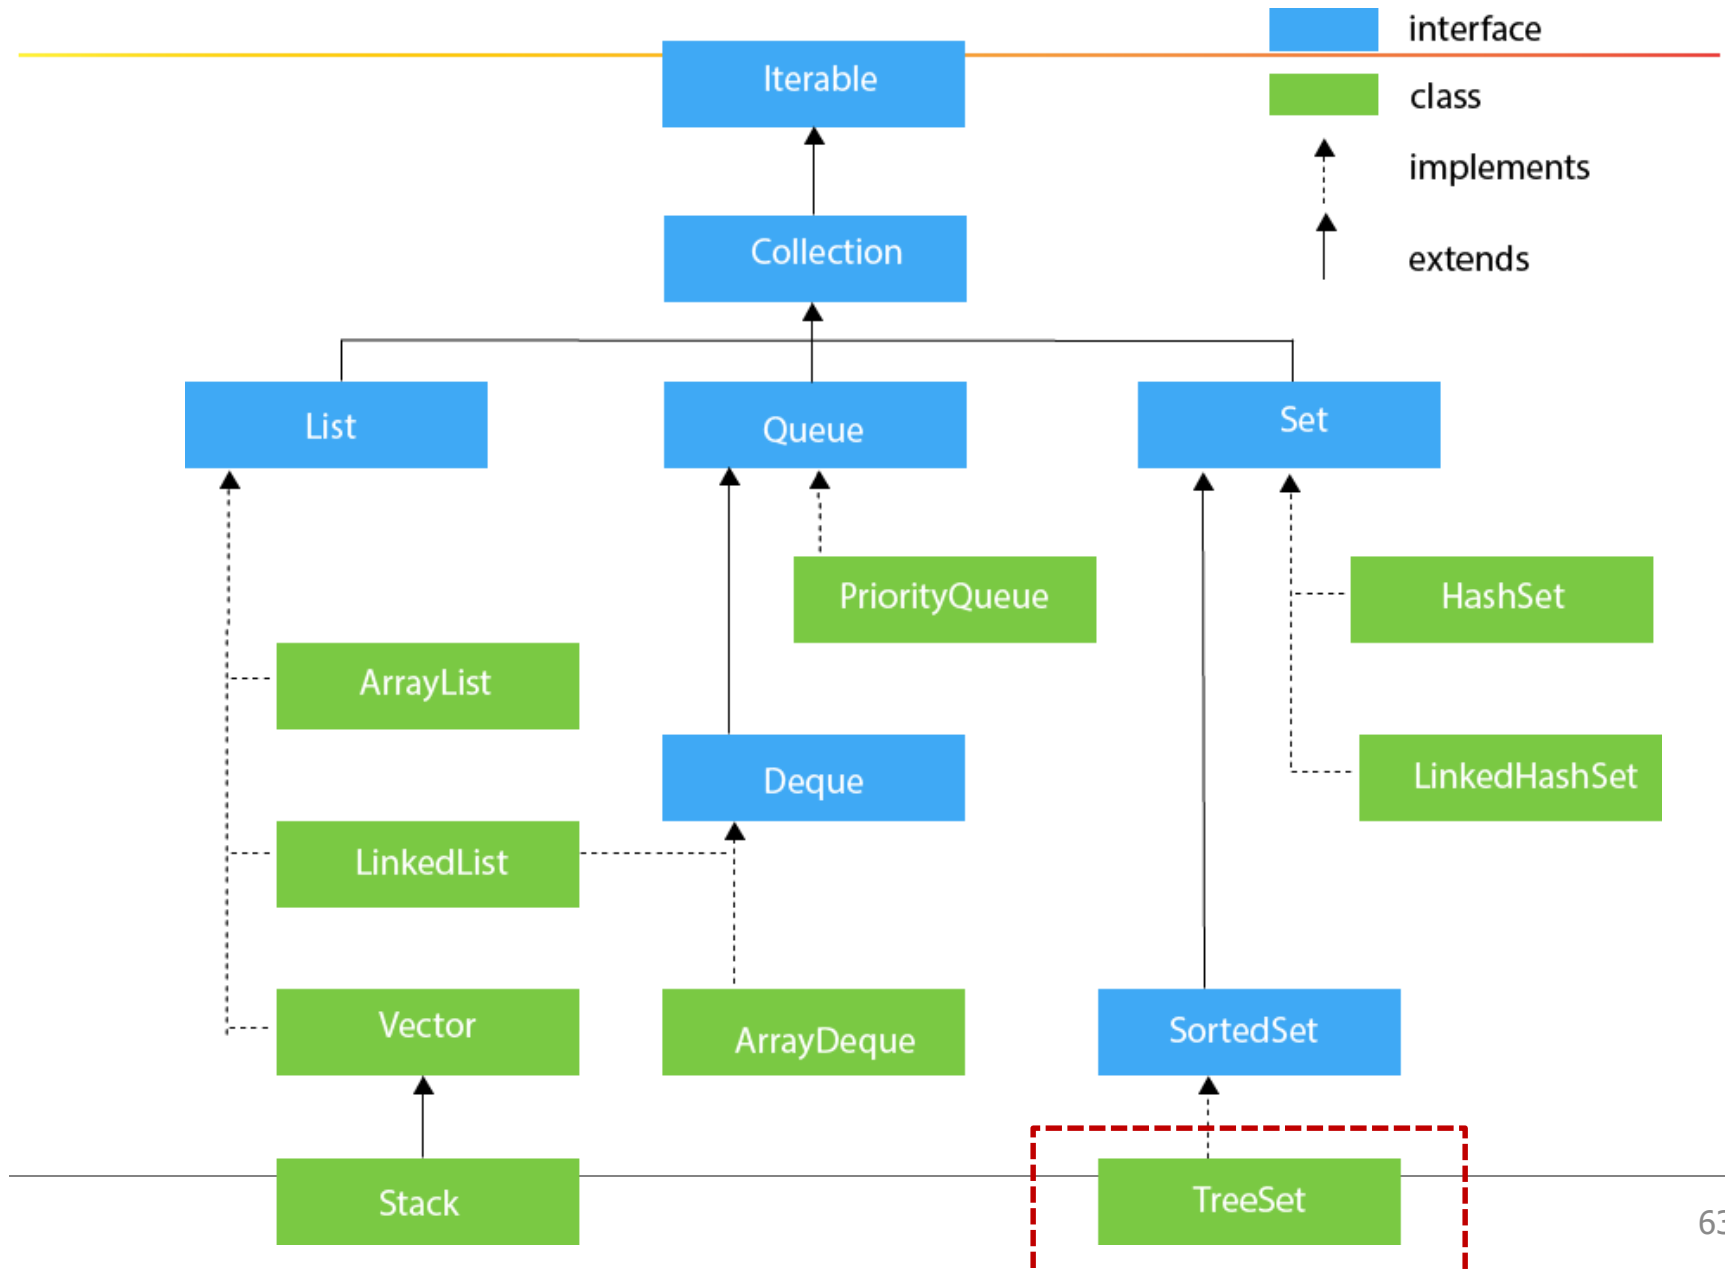 interface
Iterable
class
implements
Collection
extends
List
Queue
Set
PriorityQueue
HashSet
ArrayList
Deque
LinkedHashSet
LinkedList
Vector
ArrayDeque
SortedSet
Stack
TreeSet
63